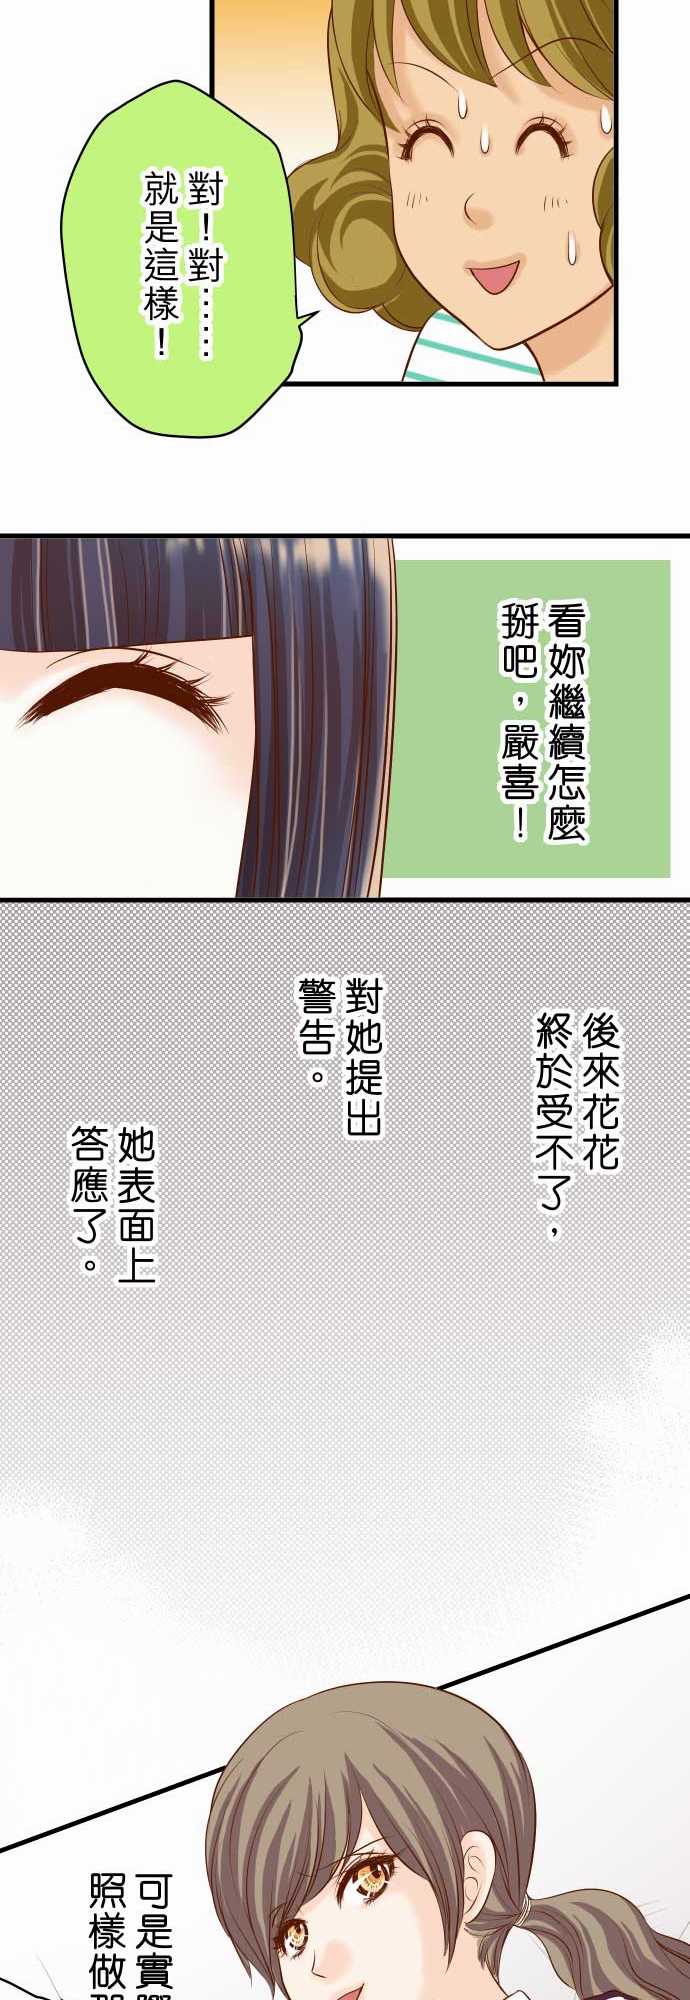 對！對……
就是這樣！
看妳繼續怎麼
掰吧，嚴喜！
後來花花
終於受不了，
對她提出
警告。
她表面上
答應了。
可是實際
照樣做